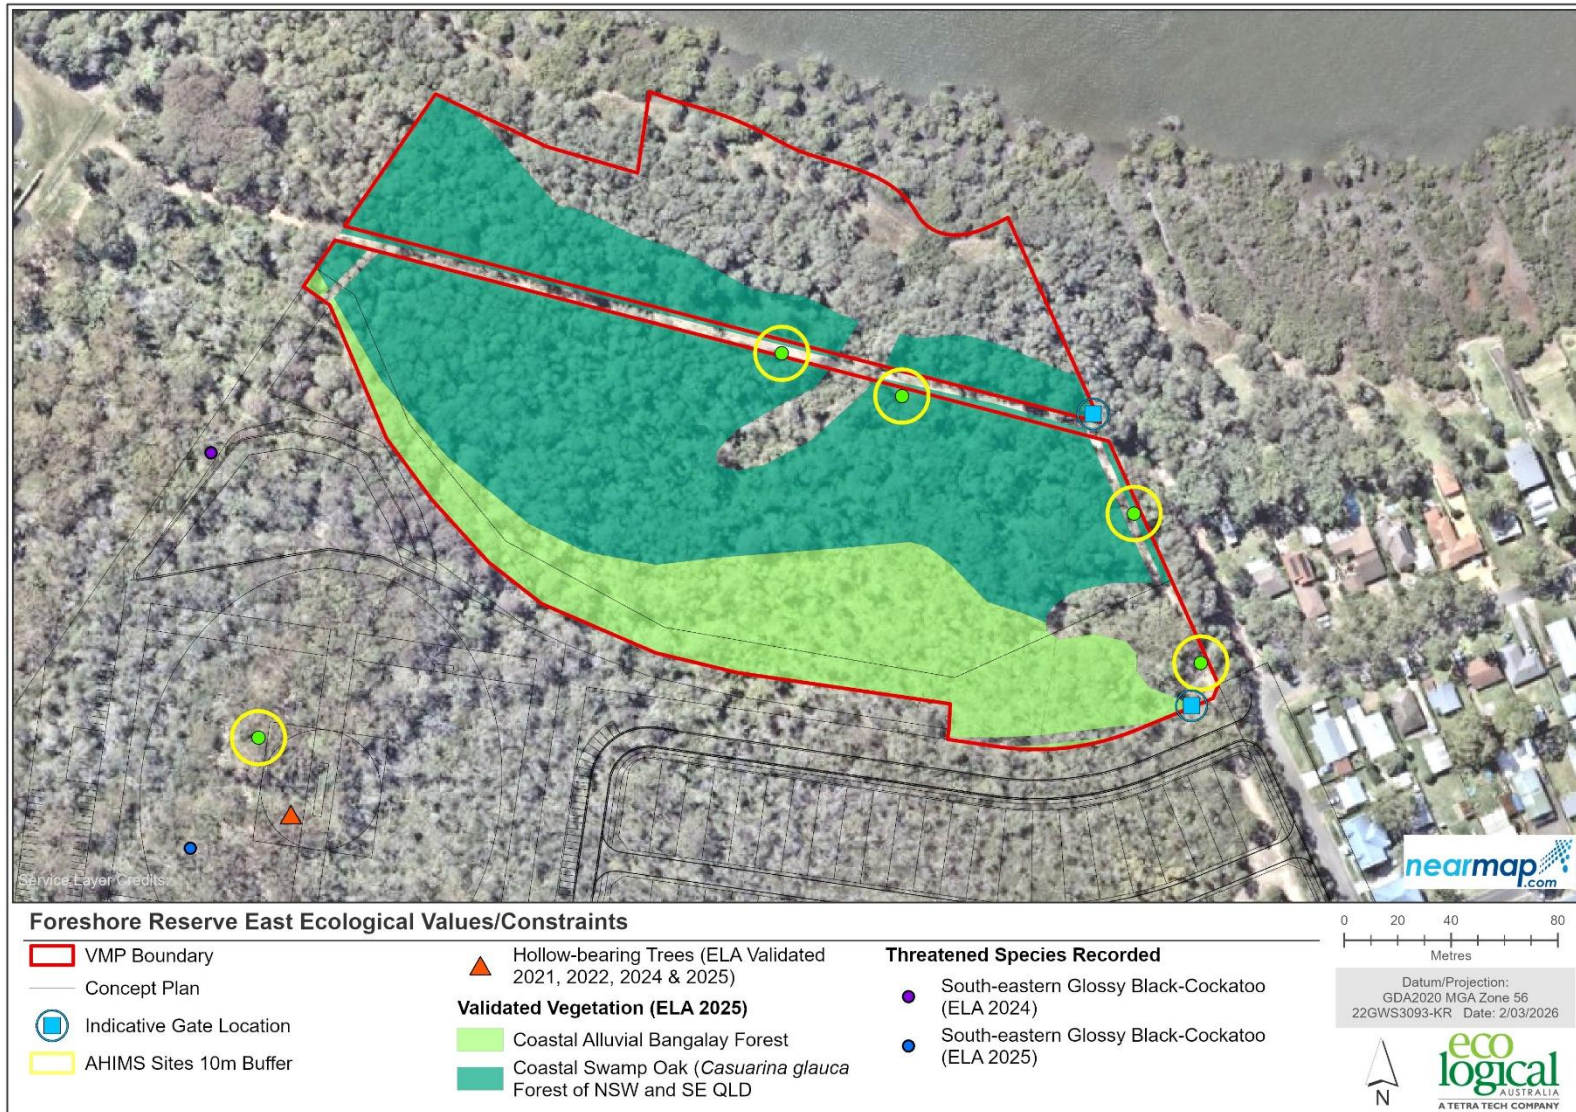 Service Layer Credits:
nearmap
.com
Foreshore Reserve East Ecological Values/Constraints
VMP Boundary
Concept Plan
Indicative Gate Location
AHIMS Sites 10m Buffer
Hollow-bearing Trees (ELA Validated
2021, 2022, 2024 & 2025)
Validated Vegetation (ELA 2025)
Coastal Alluvial Bangalay Forest
Coastal Swamp Oak (Casuarina glauca
Forest of NSW and SE QLD
Threatened Species Recorded
South-eastern Glossy Black-Cockatoo
(ELA 2024)
South-eastern Glossy Black-Cockatoo
(ELA 2025)
0 20 40 60 80
Metres
Datum/Projection:
GDA2020 MGA Zone 56
22GWS3093-KR Date: 2/03/2026
N
eco
logical
AUSTRALIA
A TETRA TECH COMPANY